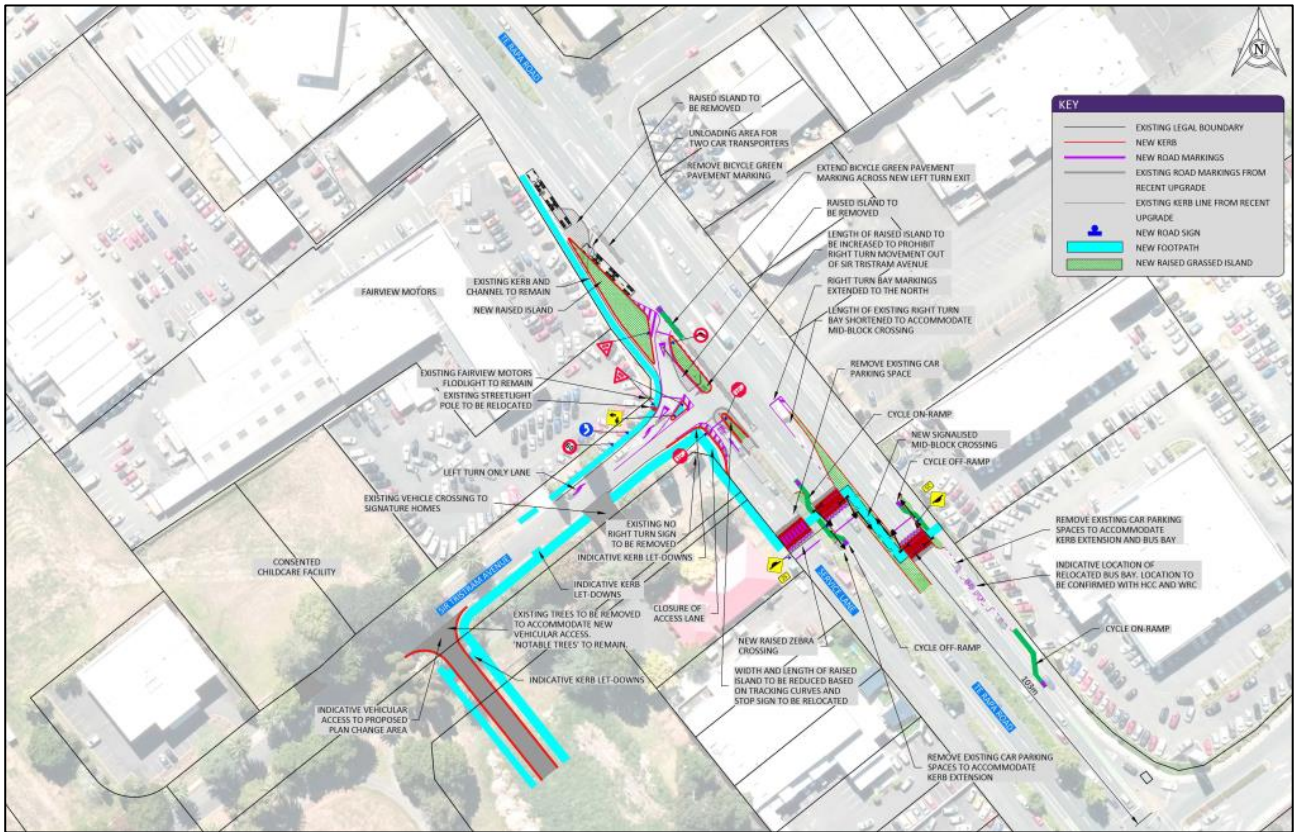 TE RAPA ROAD
N
RAISED ISLAND TO
BE REMOVED
UNLOADING AREA FOR
TWO CAR TRANSPORTERS
REMOVE BICYCLE GREEN
PAVEMENT MARKING
EXTEND BICYCLE GREEN PAVEMENT
MARKING ACROSS NEW LEFT TURN EXIT
RAISED ISLAND TO
BE REMOVED
LENGTH OF RAISED ISLAND TO
BE INCREASED TO PROHIBIT
RIGHT TURN MOVEMENT OUT
OF SIR TRISTRAM AVENUE
RIGHT TURN BAY MARKINGS
EXTENDED TO THE NORTH
LENGTH OF EXISTING RIGHT TURN
BAY SHORTENED TO ACCOMMODATE
MID-BLOCK CROSSING
REMOVE EXISTING CAR
PARKING SPACE
CYCLE ON-RAMP
NEW SIGNALISED
MID-BLOCK CROSSING
CYCLE OFF-RAMP
KEY
EXISTING LEGAL BOUNDARY
NEW KERB
NEW ROAD MARKINGS
EXISTING ROAD MARKINGS FROM
RECENT UPGRADE
EXISTING KERB LINE FROM RECENT
UPGRADE
NEW ROAD SIGN
NEW FOOTPATH
NEW RAISED GRASSED ISLAND
FAIRVIEW MOTORS
EXISTING KERB AND
CHANNEL TO REMAIN
NEW RAISED ISLAND
EXISTING FAIRVIEW MOTORS
FLODLIGHT TO REMAIN
EXISTING STREETLIGHT
POLE TO BE RELOCATED
LEFT TURN ONLY LANE
EXISTING VEHICLE CROSSING TO
SIGNATURE HOMES
EXISTING NO
RIGHT TURN SIGN
TO BE REMOVED
INDICATIVE KERB LET-DOWNS
CONSENTED
CHILDCARE FACILITY
SIR TRISTRAM AVENUE
INDICATIVE KERB
LET-DOWNS
EXISTING TREES TO BE REMOVED
TO ACCOMMODATE NEW
VEHICULAR ACCESS.
'NOTABLE TREES' TO REMAIN.
CLOSURE OF
ACCESS LANE
INDICATIVE KERB LET-DOWNS
INDICATIVE VEHICULAR
ACCESS TO PROPOSED
PLAN CHANGE AREA
SERVICE LANE
NEW RAISED ZEBRA
CROSSING
WIDTH AND LENGTH OF RAISED
ISLAND TO BE REDUCED BASED
ON TRACKING CURVES AND
STOP SIGN TO BE RELOCATED
CYCLE OFF-RAMP
REMOVE EXISTING CAR PARKING
SPACES TO ACCOMMODATE
KERB EXTENSION AND BUS BAY
INDICATIVE LOCATION OF
RELOCATED BUS BAY. LOCATION TO
BE CONFIRMED WITH HCC AND WRC
CYCLE ON-RAMP
103m
TE RAPA ROAD
REMOVE EXISTING CAR PARKING
SPACES TO ACCOMMODATE
KERB EXTENSION